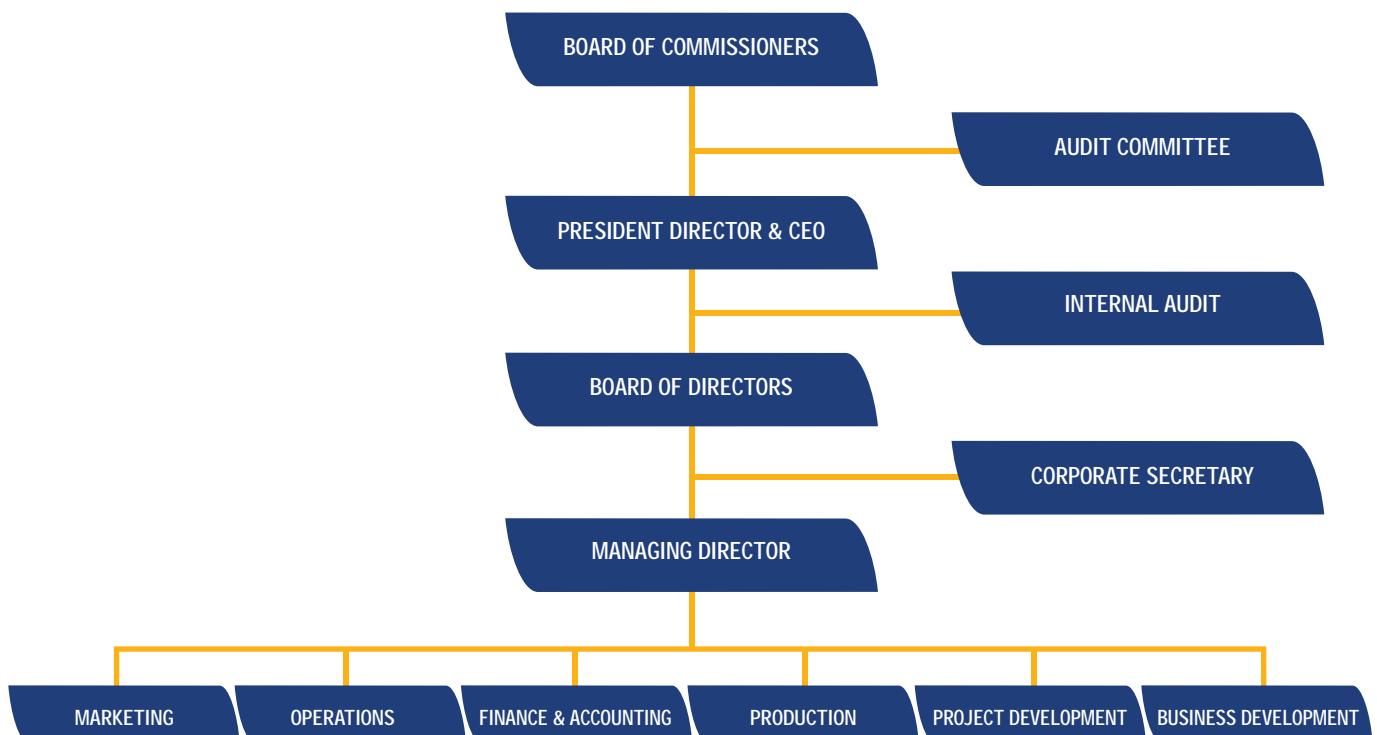 BOARD OF COMMISSIONERS
AUDIT COMMITTEE
PRESIDENT DIRECTOR & CEO
INTERNAL AUDIT
BOARD OF DIRECTORS
CORPORATE SECRETARY
MANAGING DIRECTOR
MARKETING
OPERATIONS
FINANCE & ACCOUNTING
PRODUCTION
PROJECT DEVELOPMENT
BUSINESS DEVELOPMENT